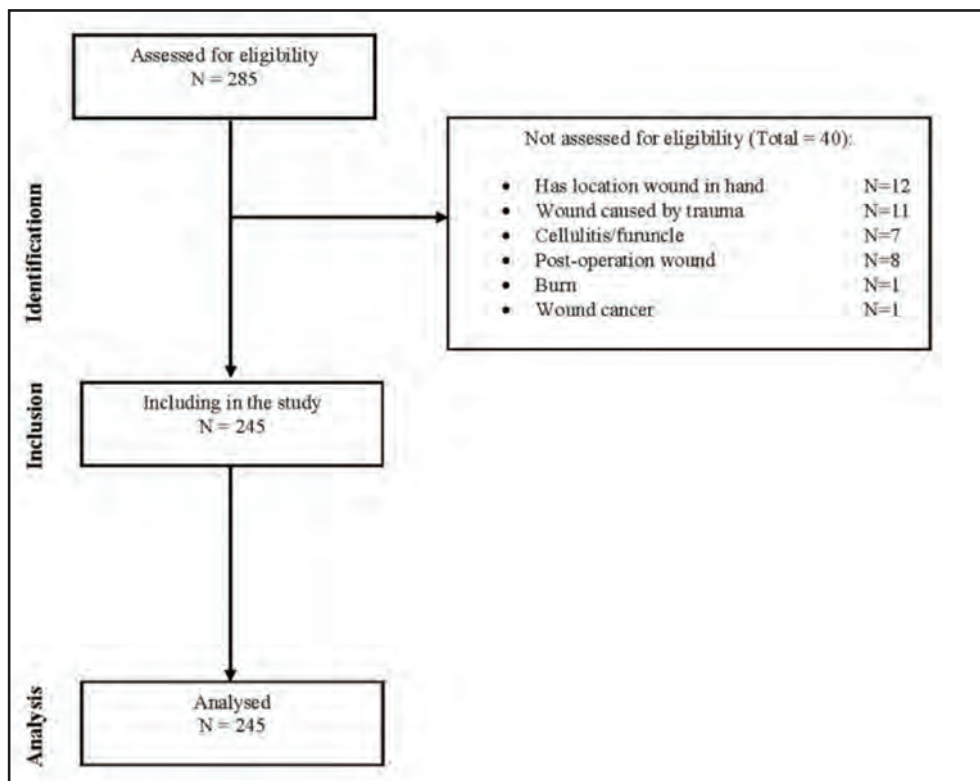 Assessed for eligibility
N = 285
Not assessed for eligibility (Total = 40):
• Has location wound in hand N=12
• Wound caused by trauma N=11
• Cellulitis/furuncle N=7
• Post-operation wound N=8
• Burn N=1
• Wound cancer N=1
Identificationn
Including in the study
N = 245
Inclusion
Analysed
N = 245
Analysis